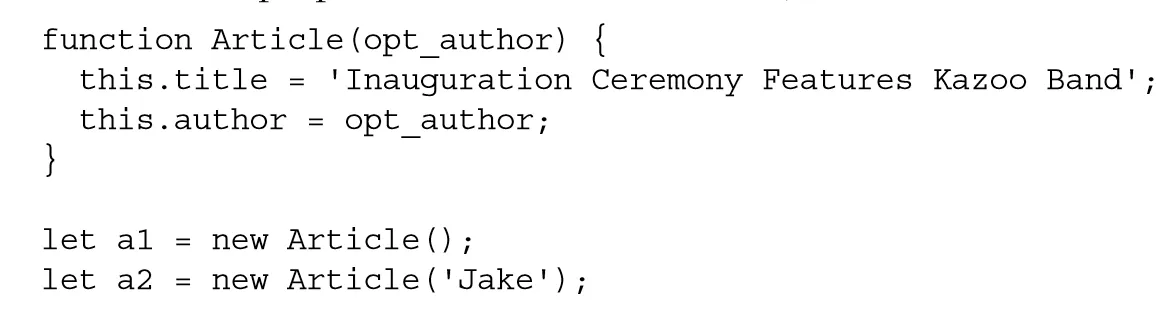 function Article(opt_author) {
  this.title = 'Inauguration Ceremony Features Kazoo Band';
  this.author = opt_author;
}

let a1 = new Article();
let a2 = new Article('Jake');